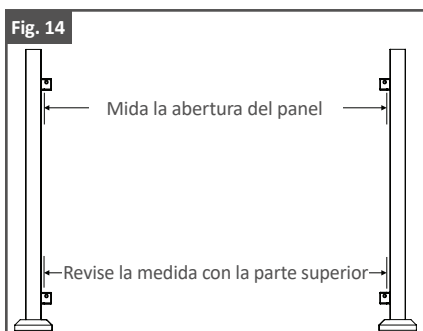 Fig. 14
Mida la abertura del panel
Revise la medida con la parte superior